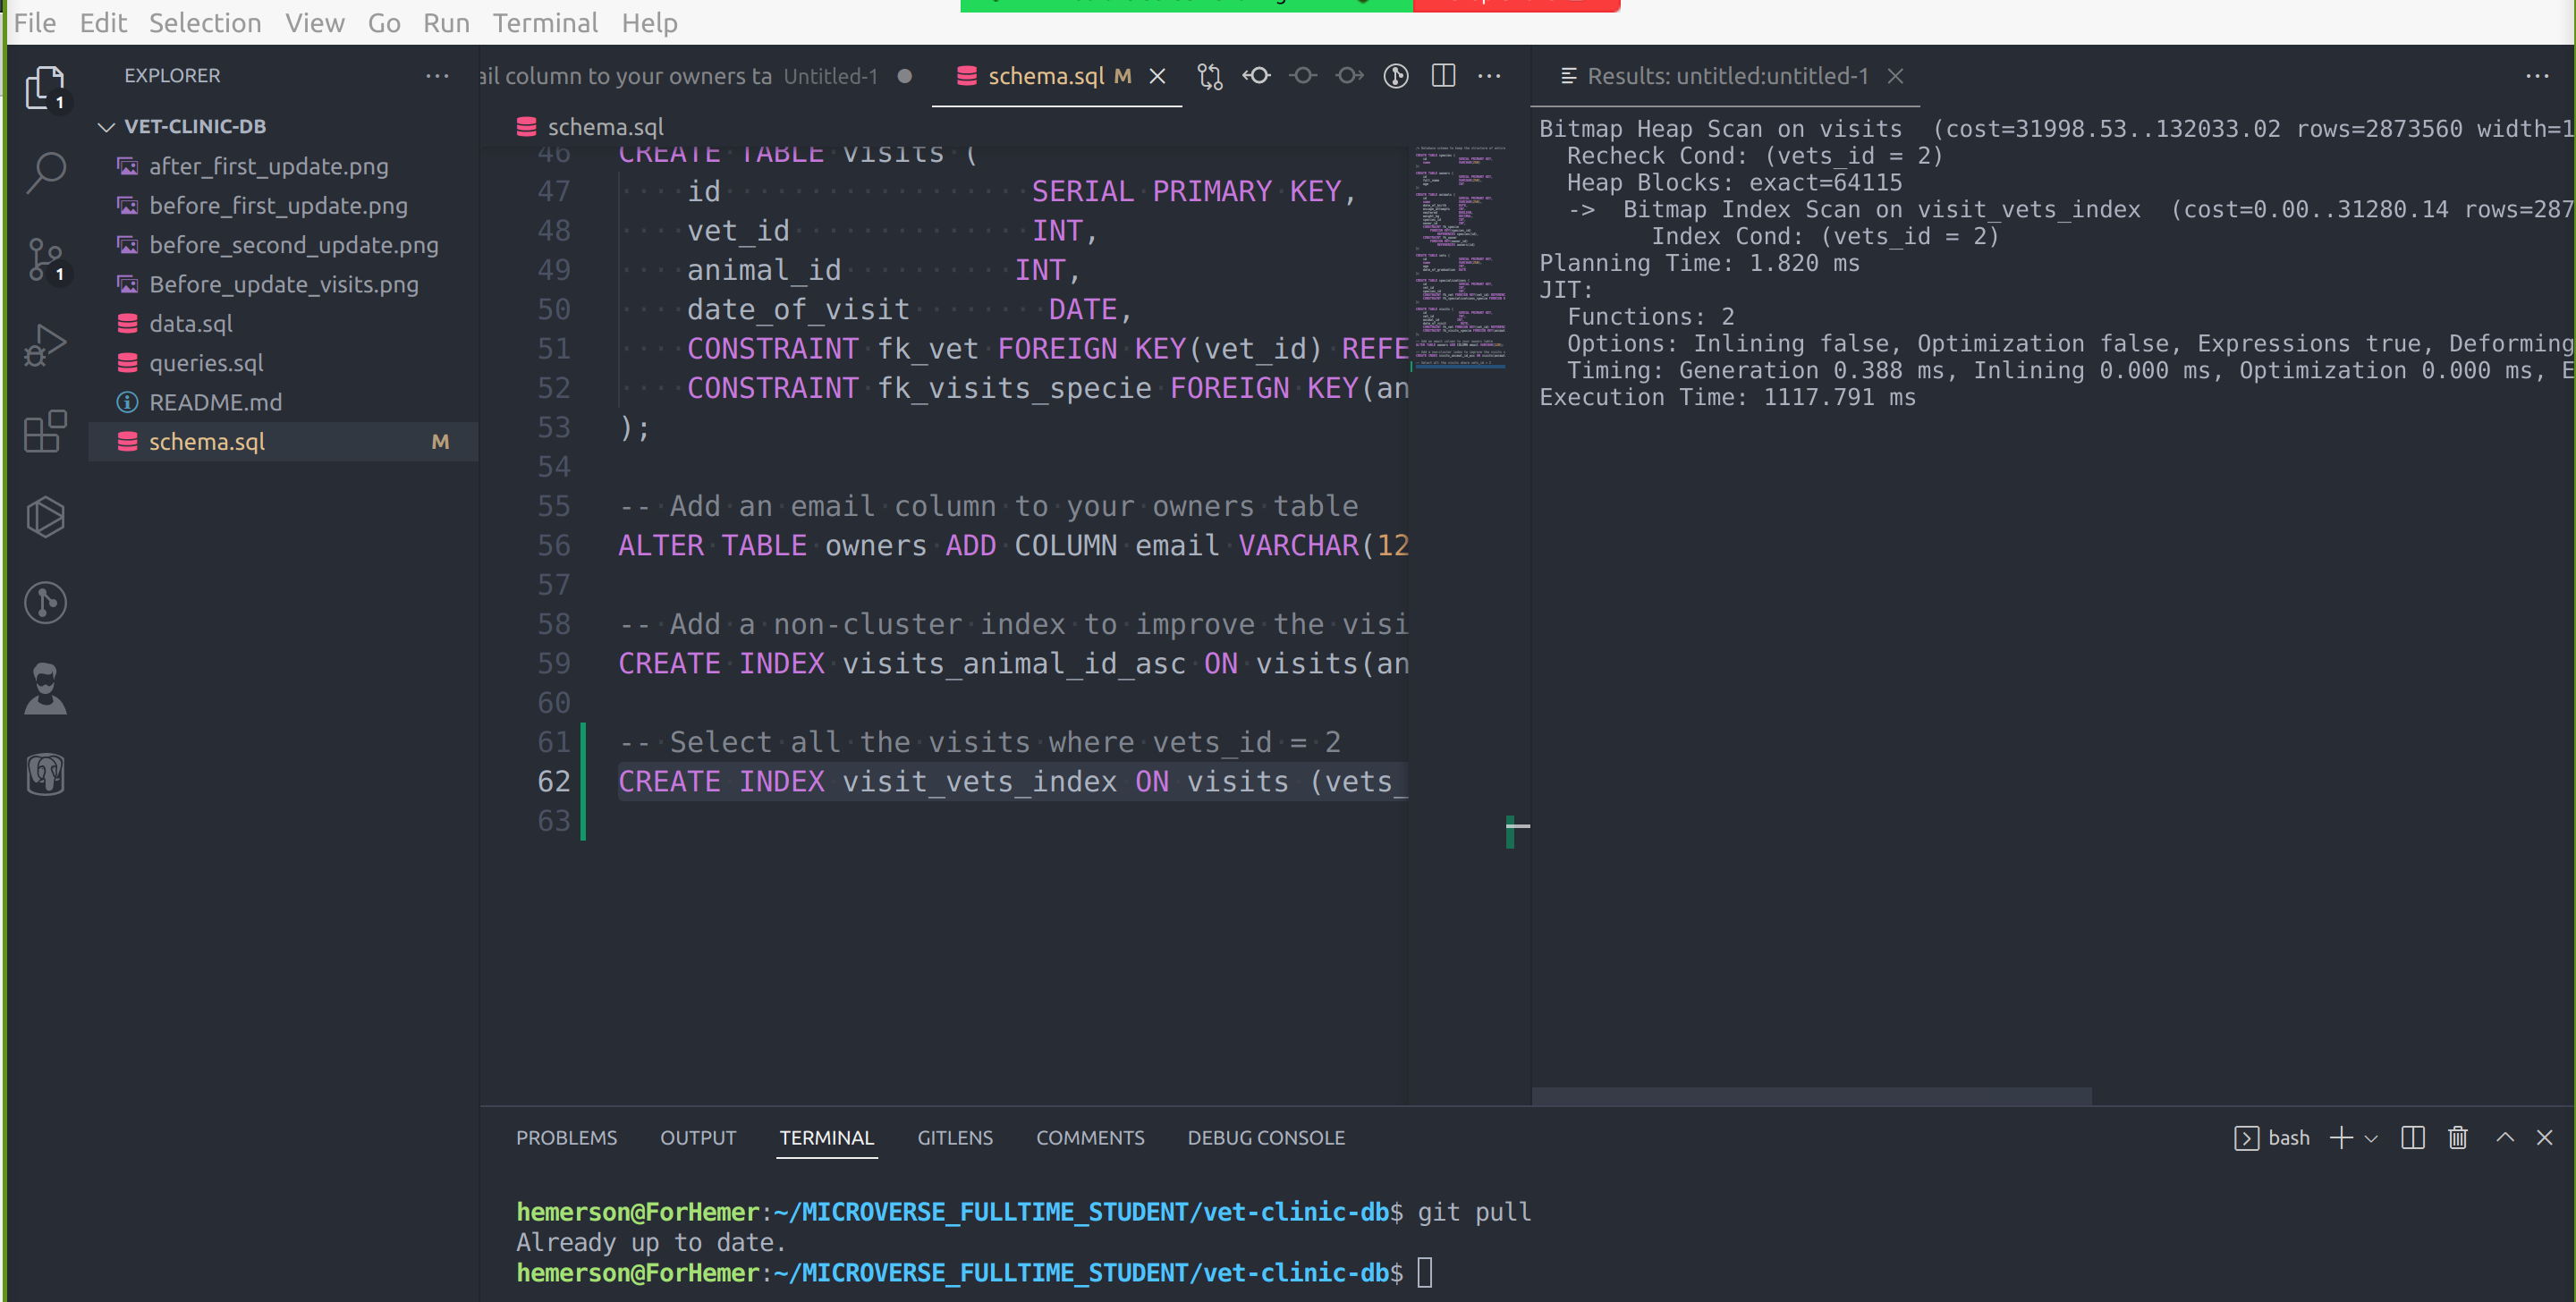 File Edit Selection View Go Run Terminal Help
EXPLORER
VET-CLINIC-DB
after_first_update.png
before_first_update.png
before_second_update.png
Before_update_visits.png
data.sql
queries.sql
README.md
schema.sql M
1
1
ail column to your owners ta Untitled-1
schema.sql M
schema.sql
46 CREATE TABLE visits (
47 id SERIAL PRIMARY KEY,
48 vet_id INT,
49 animal_id INT,
50 date_of_visit DATE,
51 CONSTRAINT fk_vet FOREIGN KEY(vet_id) REFE
52 CONSTRAINT fk_visits_specie FOREIGN KEY(an
53 );
54
55 -- Add an email column to your owners table
56 ALTER TABLE owners ADD COLUMN email VARCHAR(12
57
58 -- Add a non-cluster index to improve the visi
59 CREATE INDEX visits_animal_id_asc ON visits(an
60
61 -- Select all the visits where vets_id = 2
62 CREATE INDEX visit_vets_index ON visits (vets_
63
Results: untitled:untitled-1
Bitmap Heap Scan on visits (cost=31998.53..132033.02 rows=2873560 width=1
Recheck Cond: (vets_id = 2)
Heap Blocks: exact=64115
-> Bitmap Index Scan on visit_vets_index (cost=0.00..31280.14 rows=287
Index Cond: (vets_id = 2)
Planning Time: 1.820 ms
JIT:
Functions: 2
Options: Inlining false, Optimization false, Expressions true, Deforming
Timing: Generation 0.388 ms, Inlining 0.000 ms, Optimization 0.000 ms, E
Execution Time: 1117.791 ms
PROBLEMS OUTPUT TERMINAL GITLENS COMMENTS DEBUG CONSOLE
bash
hemerson@ForHemer:~/MICROVERSE_FULLTIME_STUDENT/vet-clinic-db$ git pull
Already up to date.
hemerson@ForHemer:~/MICROVERSE_FULLTIME_STUDENT/vet-clinic-db$